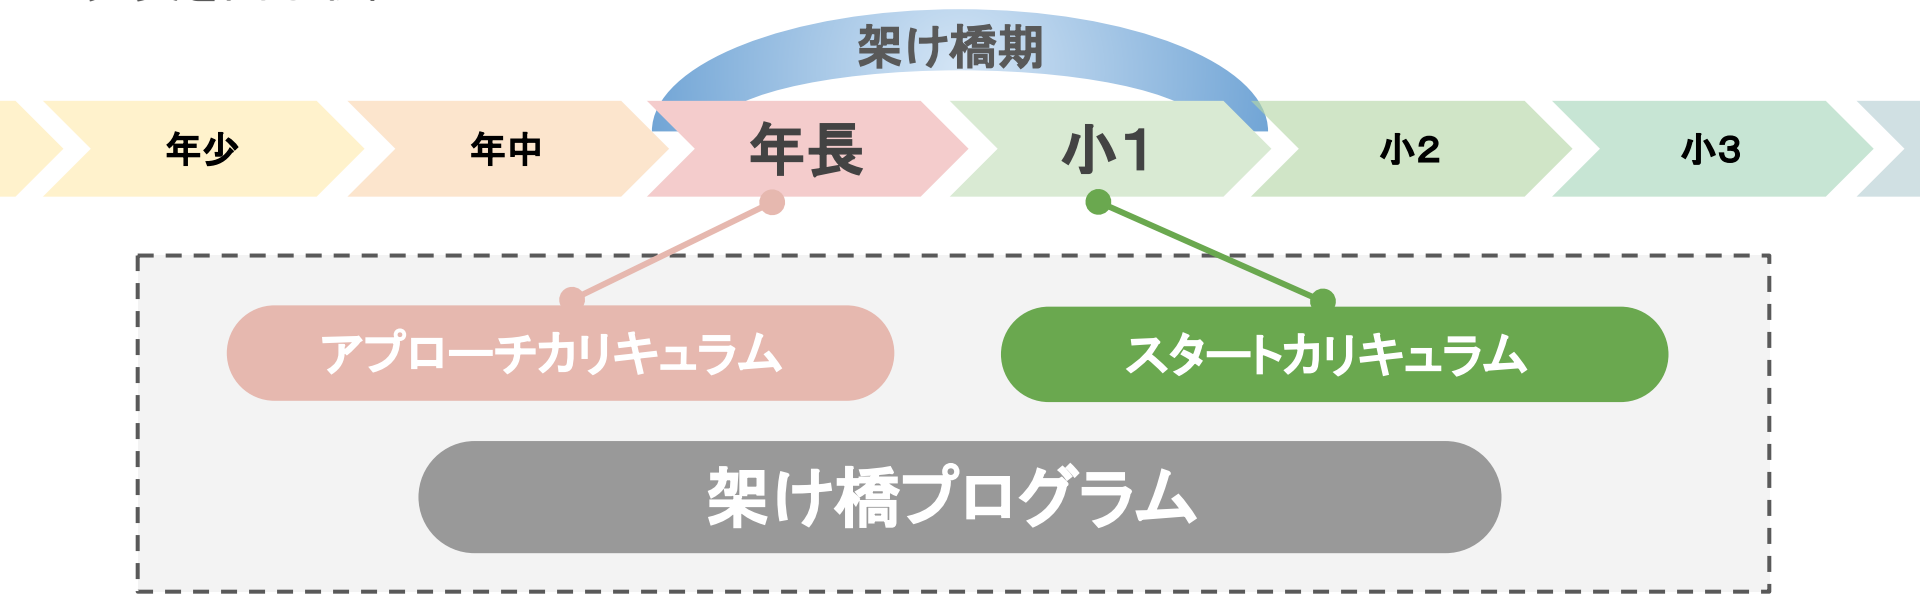 架け橋期
年少
年中
年長
小1
小2
小3
アプローチカリキュラム
スタートカリキュラム
架け橋プログラム